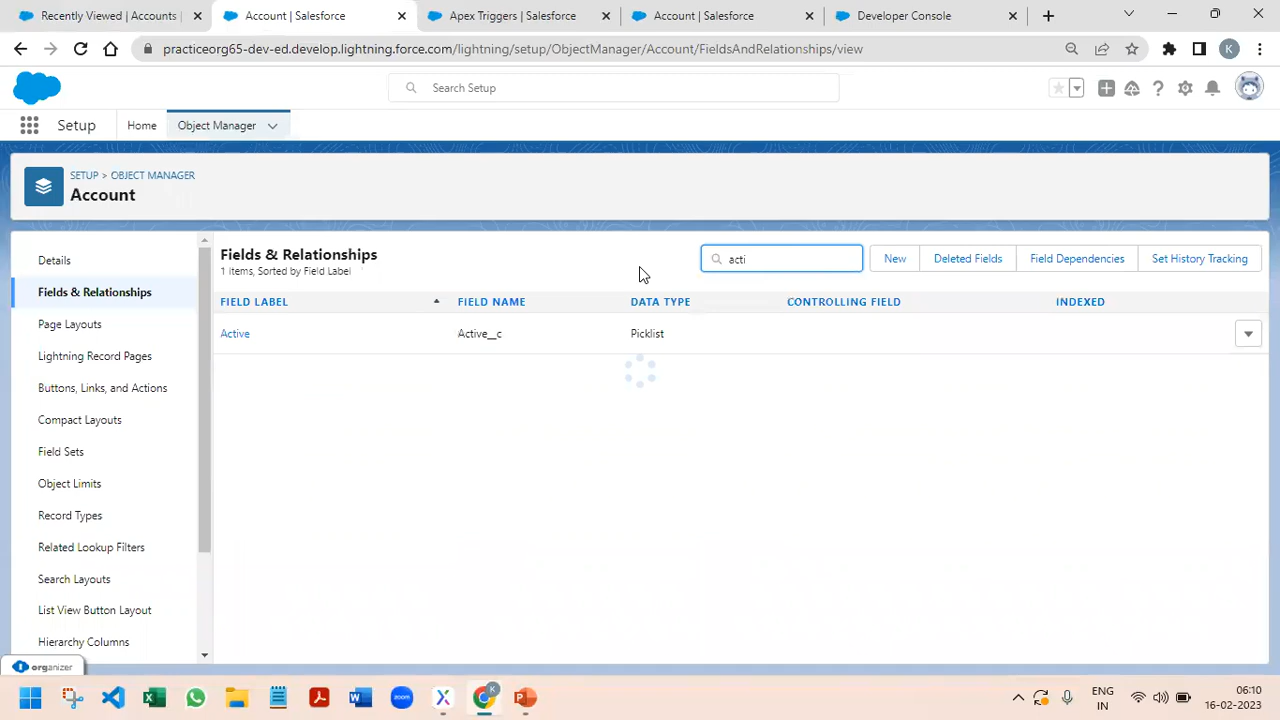 Recently Viewed | Accounts
Account | Salesforce
Apex Triggers | Salesforce
Account | Salesforce
Developer Console
practiceorg65-dev-ed.develop.lightning.force.com/lightning/setup/ObjectManager/Account/FieldsAndRelationships/view
K
Search Setup
Setup
Home
Object Manager
SETUP > OBJECT MANAGER
Account
Details
Fields & Relationships
Page Layouts
Lightning Record Pages
Buttons, Links, and Actions
Compact Layouts
Field Sets
Object Limits
Record Types
Related Lookup Filters
Search Layouts
List View Button Layout
Hierarchy Columns
Fields & Relationships
1 Items, Sorted by Field Label
acti
New
Deleted Fields
Field Dependencies
Set History Tracking
FIELD LABEL
FIELD NAME
DATA TYPE
CONTROLLING FIELD
INDEXED
Active
Active__c
Picklist
organizer
zoom
K
ENG
IN
06:10
16-02-2023